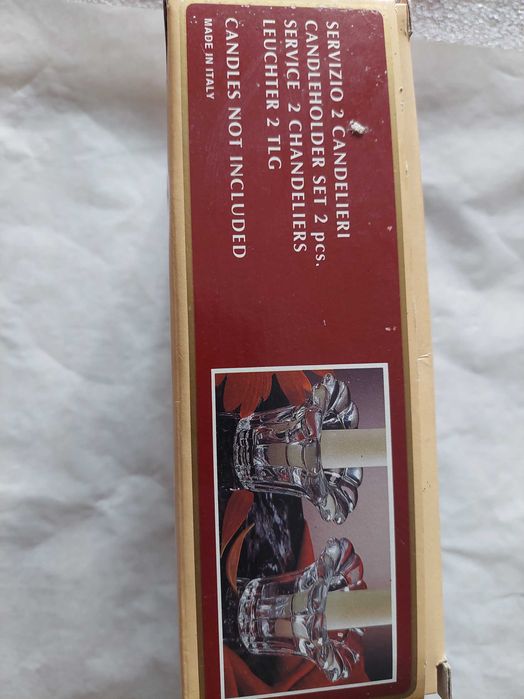 SERVIZIO 2 CANDELIERI
CANDLEHOLDER SET 2 pcs.
SERVICE 2 CHANDELIERS
LEUCHTER 2 TLG
CANDLES NOT INCLUDED
MADE IN ITALY